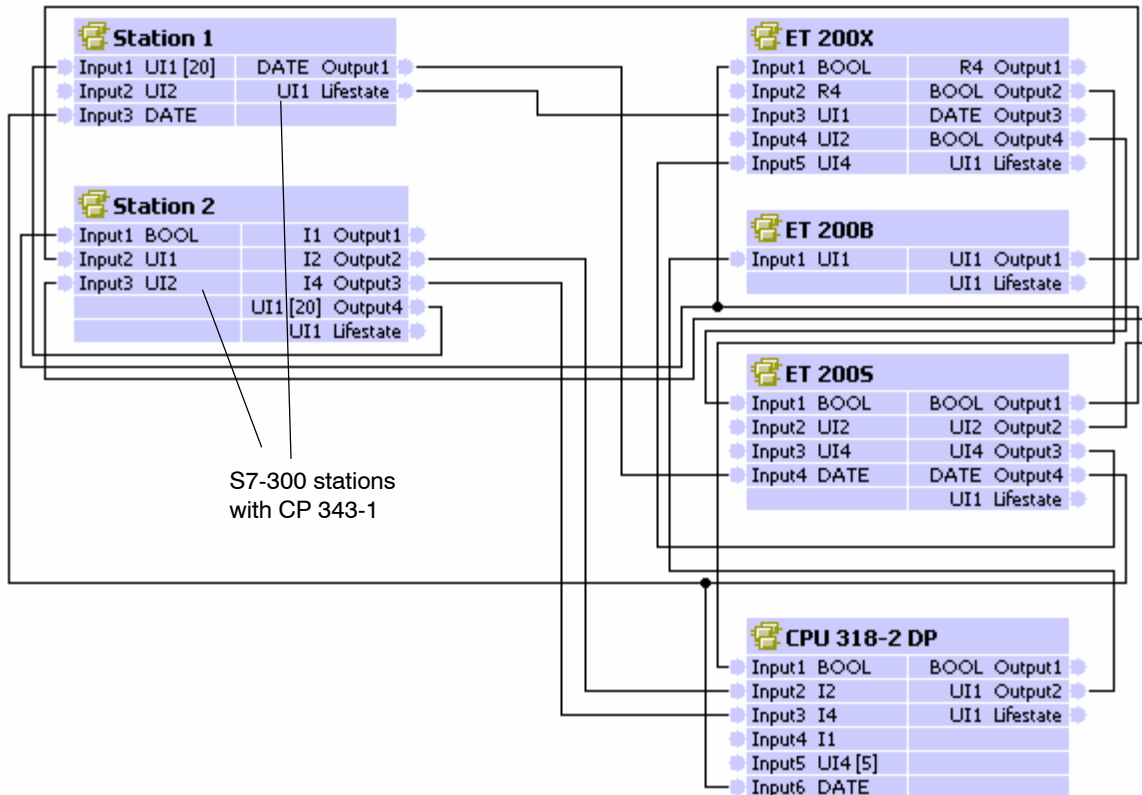 Station 1
Input1 UI1 [20] DATE Output1
Input2 UI2 UI1 Lifestate
Input3 DATE
Station 2
Input1 BOOL I1 Output1
Input2 UI1 I2 Output2
Input3 UI2 I4 Output3
UI1 [20] Output4
UI1 Lifestate
S7-300 stations
with CP 343-1
ET 200X
Input1 BOOL R4 Output1
Input2 R4 BOOL Output2
Input3 UI1 DATE Output3
Input4 UI2 BOOL Output4
Input5 UI4 UI1 Lifestate
ET 200B
Input1 UI1 UI1 Output1
UI1 Lifestate
ET 200S
Input1 BOOL BOOL Output1
Input2 UI2 UI2 Output2
Input3 UI4 UI4 Output3
Input4 DATE DATE Output4
UI1 Lifestate
CPU 318-2 DP
Input1 BOOL BOOL Output1
Input2 I2 UI1 Output2
Input3 I4 UI1 Lifestate
Input4 I1
Input5 UI4 [5]
Input6 DATE